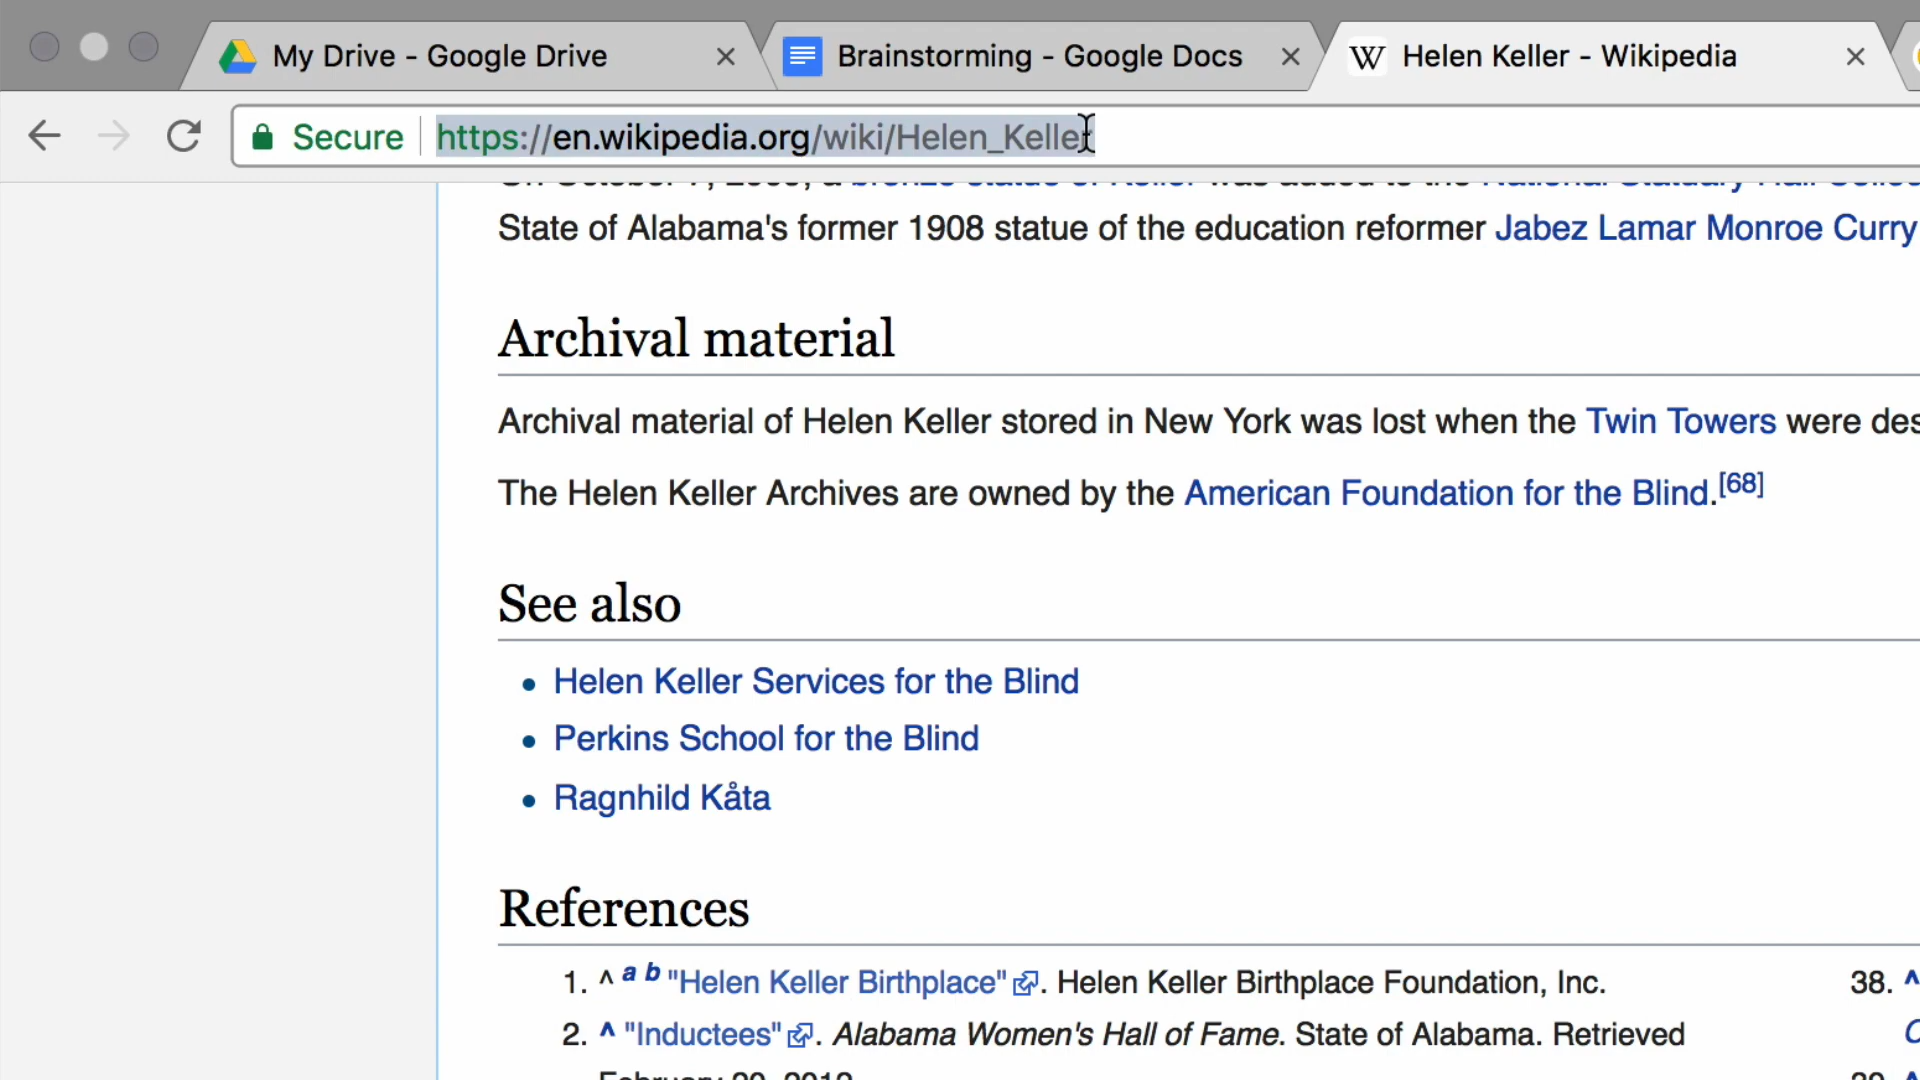 My Drive - Google Drive
Brainstorming - Google Docs
W Helen Keller - Wikipedia
Secure https://en.wikipedia.org/wiki/Helen_Keller
State of Alabama's former 1908 statue of the education reformer Jabez Lamar Monroe Curry
Archival material
Archival material of Helen Keller stored in New York was lost when the Twin Towers were des
The Helen Keller Archives are owned by the American Foundation for the Blind.[68]
See also
• Helen Keller Services for the Blind
• Perkins School for the Blind
• Ragnhild Kåta
References
1. ^ a b "Helen Keller Birthplace". Helen Keller Birthplace Foundation, Inc.
2. ^ "Inductees". Alabama Women's Hall of Fame. State of Alabama. Retrieved
38. ^